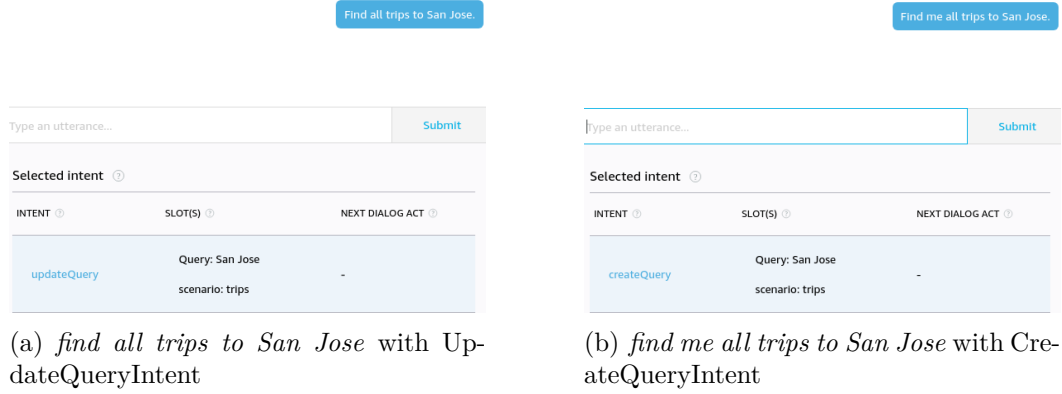 Find all trips to San Jose.
Type an utterance...
Submit
Selected intent ?
INTENT ? SLOT(S) ? NEXT DIALOG ACT ?
Query: San Jose
updateQuery -
scenario: trips
(a) find all trips to San Jose with Up-
dateQueryIntent
Find me all trips to San Jose.
Type an utterance...
Submit
Selected intent ?
INTENT ? SLOT(S) ? NEXT DIALOG ACT ?
Query: San Jose
createQuery -
scenario: trips
(b) find me all trips to San Jose with Cre-
ateQueryIntent